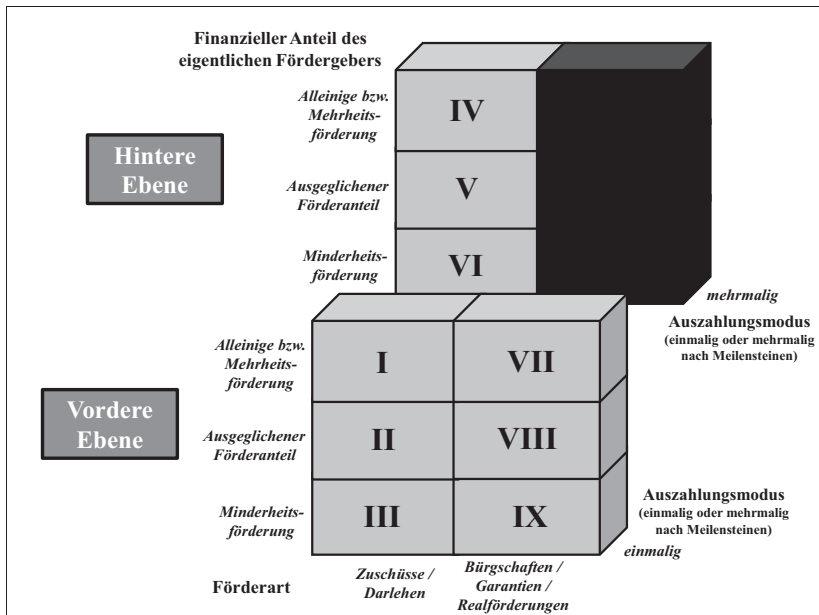 Finanzieller Anteil des
eigentlichen Fördergebers
Alleinige bzw.
Mehrheits-
förderung
IV
Hintere
Ebene
Ausgeglichener
Förderanteil
V
Minderheits-
förderung
VI
mehrmalig
Auszahlungsmodus
(einmalig oder mehrmalig
nach Meilensteinen)
Alleinige bzw.
Mehrheits-
förderung
I
VII
Vordere
Ebene
Ausgeglichener
Förderanteil
II
VIII
Minderheits-
förderung
III
IX
Auszahlungsmodus
(einmalig oder mehrmalig
nach Meilensteinen)
einmalig
Förderart
Zuschüsse /
Darlehen
Bürgschaften /
Garantien /
Realförderungen